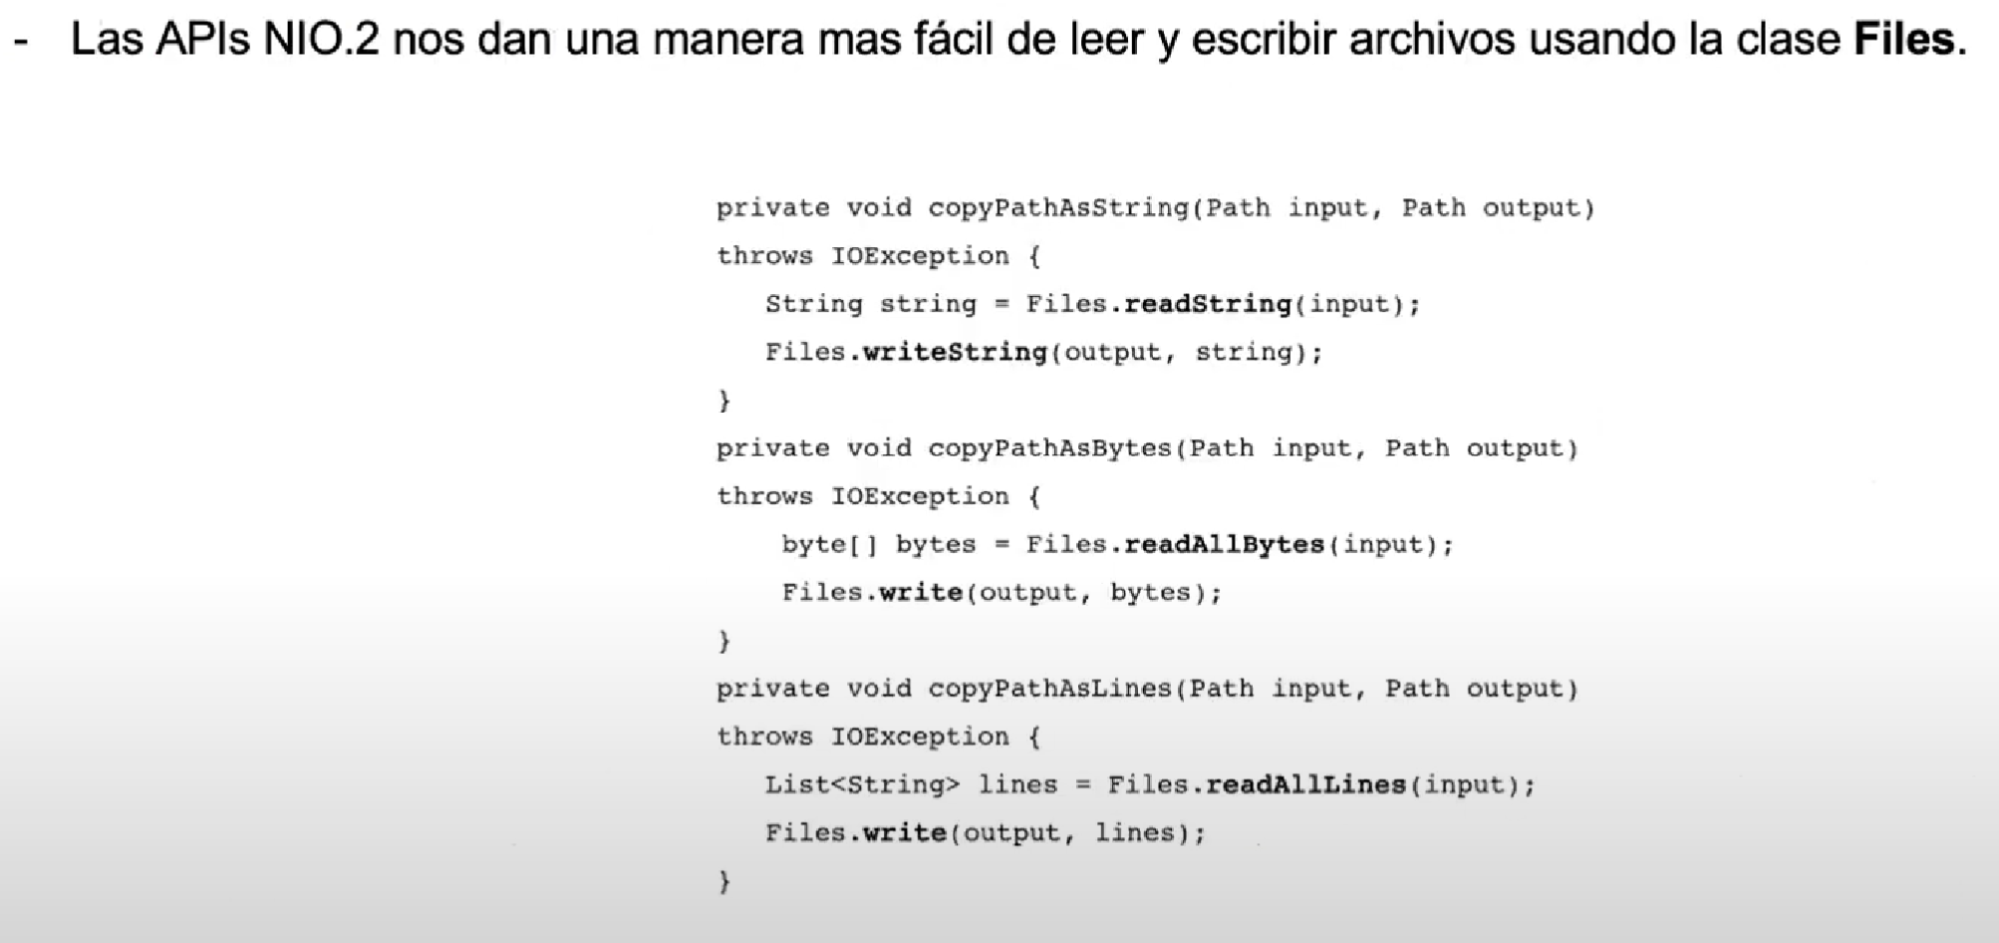 - Las APIs NIO.2 nos dan una manera mas fácil de leer y escribir archivos usando la clase Files.
private void copyPathAsString(Path input, Path output)
throws IOException {
String string = Files.readString(input);
Files.writeString(output, string);
}
private void copyPathAsBytes(Path input, Path output)
throws IOException {
byte[] bytes = Files.readAllBytes(input);
Files.write(output, bytes);
}
private void copyPathAsLines(Path input, Path output)
throws IOException {
List<String> lines = Files.readAllLines(input);
Files.write(output, lines);
}